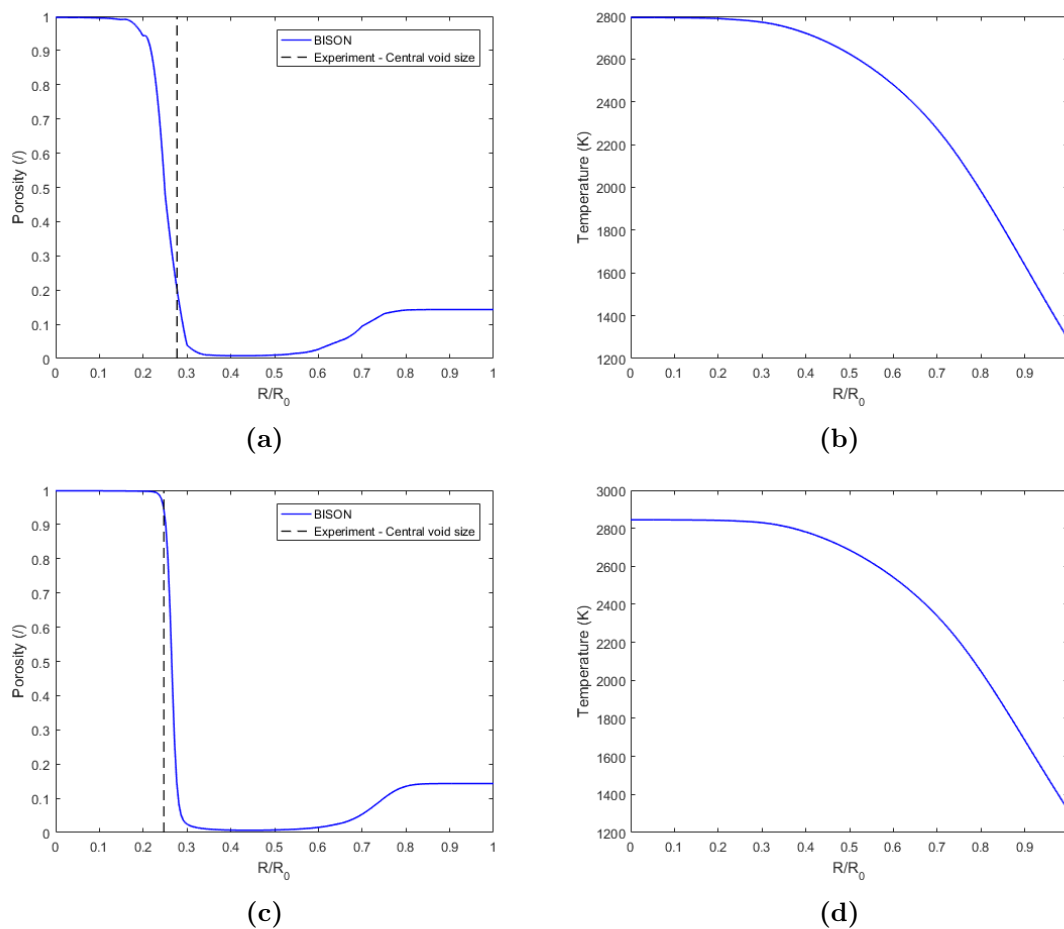 1
0.9
0.8
0.7
0.6
0.5
0.4
0.3
0.2
0.1
0
Porosity (/)
BISON
Experiment - Central void size
0 0.1 0.2 0.3 0.4 0.5 0.6 0.7 0.8 0.9 1
R/R0
(a)
2800
2600
2400
2200
2000
1800
1600
1400
1200
Temperature (K)
0 0.1 0.2 0.3 0.4 0.5 0.6 0.7 0.8 0.9
R/R0
(b)
1
0.9
0.8
0.7
0.6
0.5
0.4
0.3
0.2
0.1
0
Porosity (/)
BISON
Experiment - Central void size
0 0.1 0.2 0.3 0.4 0.5 0.6 0.7 0.8 0.9 1
R/R0
(c)
3000
2800
2600
2400
2200
2000
1800
1600
1400
1200
Temperature (K)
0 0.1 0.2 0.3 0.4 0.5 0.6 0.7 0.8 0.9
R/R0
(d)